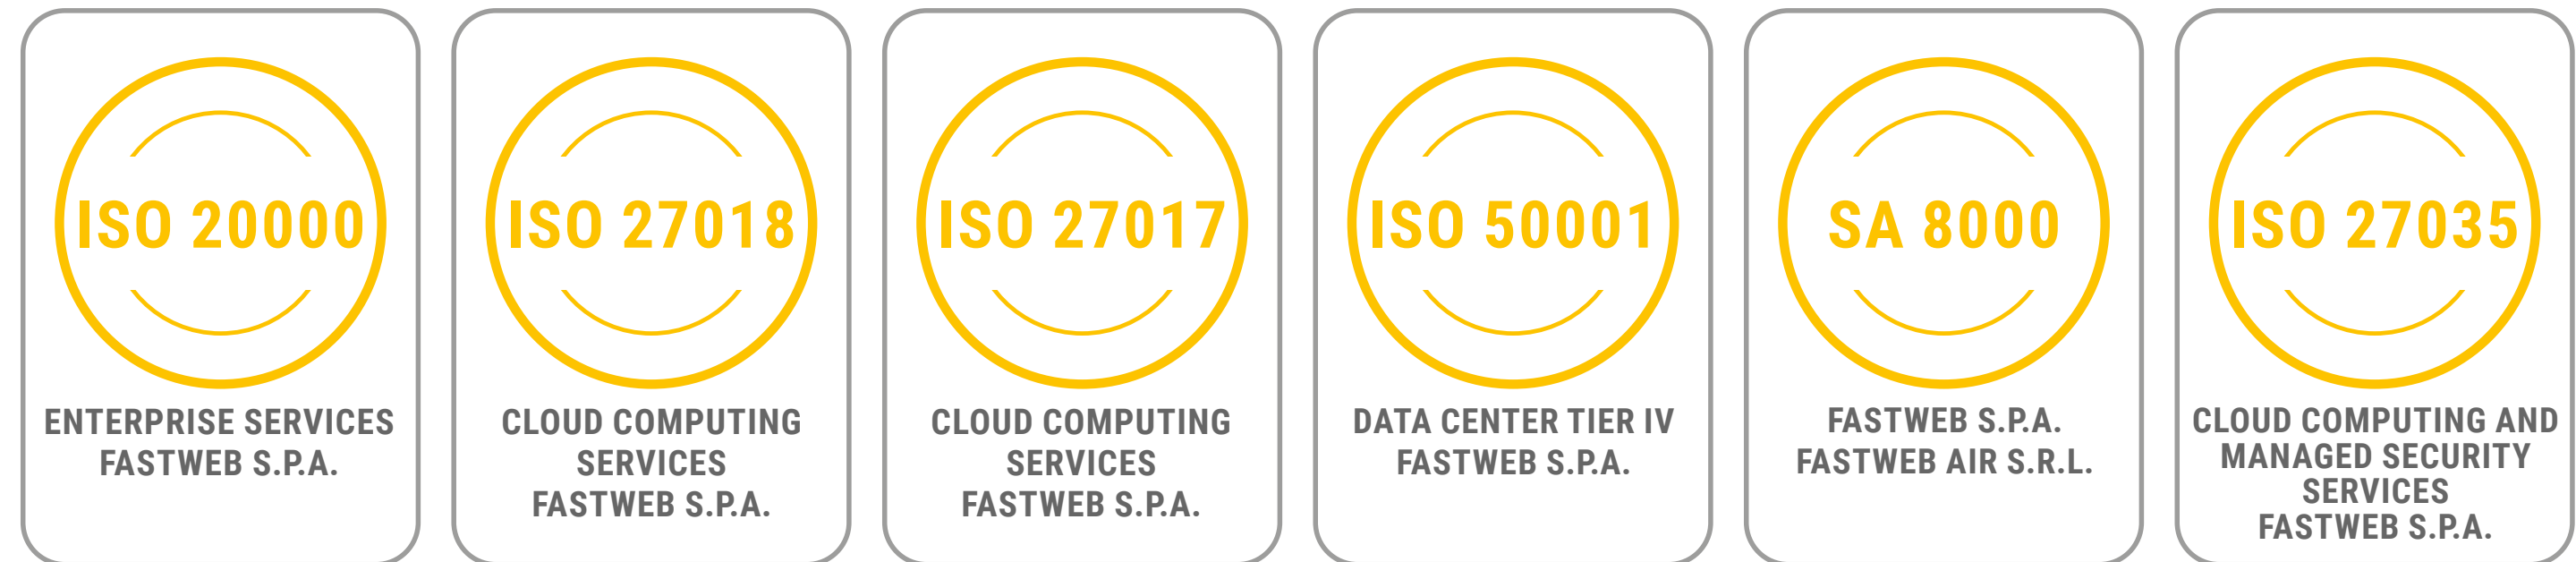 ISO 20000
ENTERPRISE SERVICES
FASTWEB S.P.A.
ISO 27018
CLOUD COMPUTING
SERVICES
FASTWEB S.P.A.
ISO 27017
CLOUD COMPUTING
SERVICES
FASTWEB S.P.A.
ISO 50001
DATA CENTER TIER IV
FASTWEB S.P.A.
SA 8000
FASTWEB S.P.A.
FASTWEB AIR S.R.L.
ISO 27035
CLOUD COMPUTING AND
MANAGED SECURITY
SERVICES
FASTWEB S.P.A.